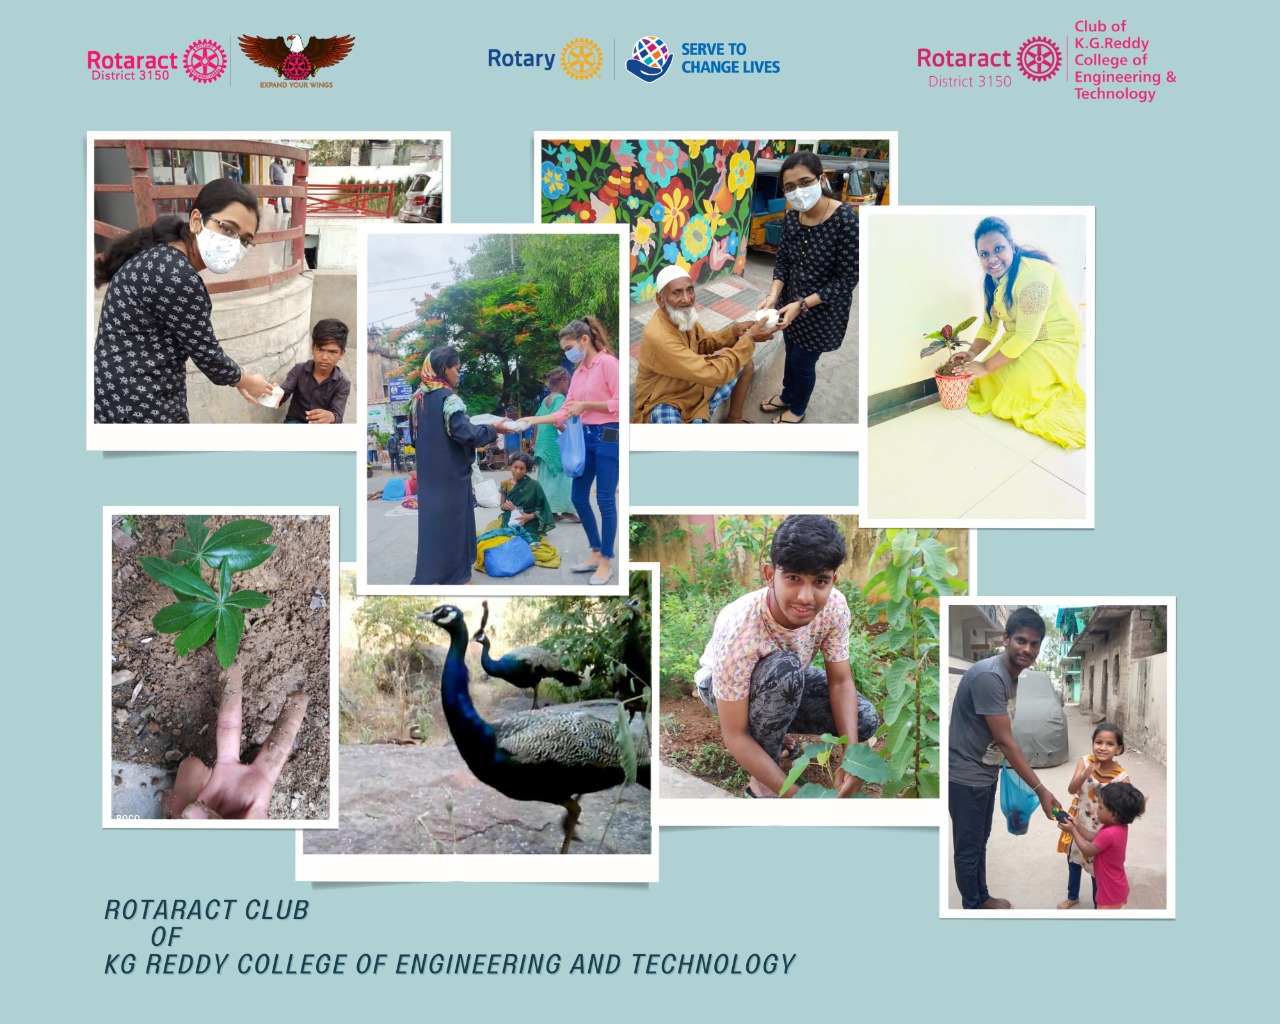 Rotaract
District 3150
EXPAND YOUR WINGS
Rotary
SERVE TO
CHANGE LIVES
Rotaract
District 3150
Club of
K.G.Reddy
College of
Engineering &
Technology
ROTARACT CLUB
OF
KG REDDY COLLEGE OF ENGINEERING AND TECHNOLOGY